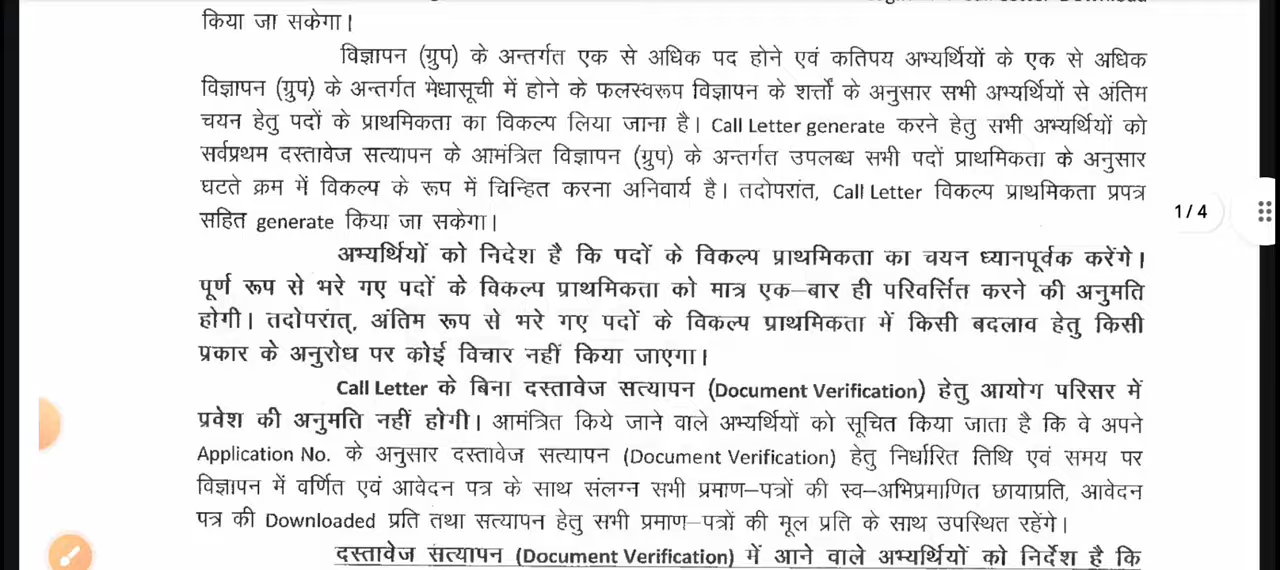 किया जा सकेगा।
विज्ञापन (ग्रुप) के अन्तर्गत एक से अधिक पद होने एवं कतिपय अभ्यर्थियों के एक से अधिक
विज्ञापन (ग्रुप) के अन्तर्गत मेधासूची में होने के फलस्वरूप विज्ञापन के शर्त्तों के अनुसार सभी अभ्यर्थियों से अंतिम
चयन हेतु पदों के प्राथमिकता का विकल्प लिया जाना है। Call Letter generate करने हेतु सभी अभ्यर्थियों को
सर्वप्रथम दस्तावेज सत्यापन के आमंत्रित विज्ञापन (ग्रुप) के अन्तर्गत उपलब्ध सभी पदों प्राथमिकता के अनुसार
घटते क्रम में विकल्प के रूप में चिन्हित करना अनिवार्य है। तदोपरांत, Call Letter विकल्प प्राथमिकता प्रपत्र
सहित generate किया जा सकेगा।
1 / 4
अभ्यर्थियों को निदेश है कि पदों के विकल्प प्राथमिकता का चयन ध्यानपूर्वक करेंगे।
पूर्ण रूप से भरे गए पदों के विकल्प प्राथमिकता को मात्र एक–बार ही परिवर्त्तित करने की अनुमति
होगी। तदोपरांत्, अंतिम रूप से भरे गए पदों के विकल्प प्राथमिकता में किसी बदलाव हेतु किसी
प्रकार के अनुरोध पर कोई विचार नहीं किया जाएगा।
Call Letter के बिना दस्तावेज सत्यापन (Document Verification) हेतु आयोग परिसर में
प्रवेश की अनुमति नहीं होगी। आमंत्रित किये जाने वाले अभ्यर्थियों को सूचित किया जाता है कि वे अपने
Application No. के अनुसार दस्तावेज सत्यापन (Document Verification) हेतु निर्धारित तिथि एवं समय पर
विज्ञापन में वर्णित एवं आवेदन पत्र के साथ संलग्न सभी प्रमाण–पत्रों की स्व–अभिप्रमाणित छायाप्रति, आवेदन
पत्र की Downloaded प्रति तथा सत्यापन हेतु सभी प्रमाण–पत्रों की मूल प्रति के साथ उपस्थित रहेंगे।
दस्तावेज सत्यापन (Document Verification) में आने वाले अभ्यर्थियों को निर्देश है कि